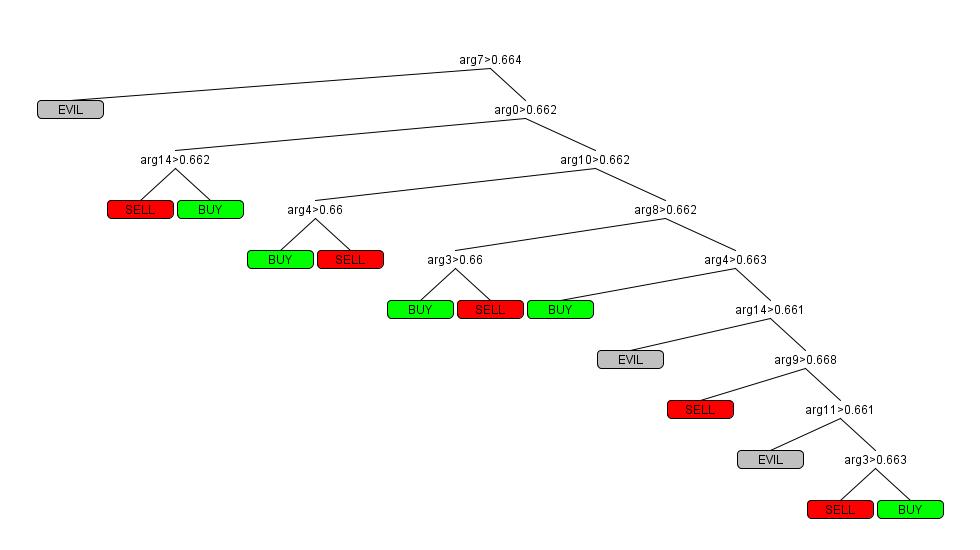 arg7>0.664
EVIL
arg0>0.662
arg14>0.662
arg10>0.662
SELL
BUY
arg4>0.66
arg8>0.662
BUY
SELL
arg3>0.66
arg4>0.663
BUY
SELL
BUY
arg14>0.661
EVIL
arg9>0.668
SELL
arg11>0.661
EVIL
arg3>0.663
SELL
BUY